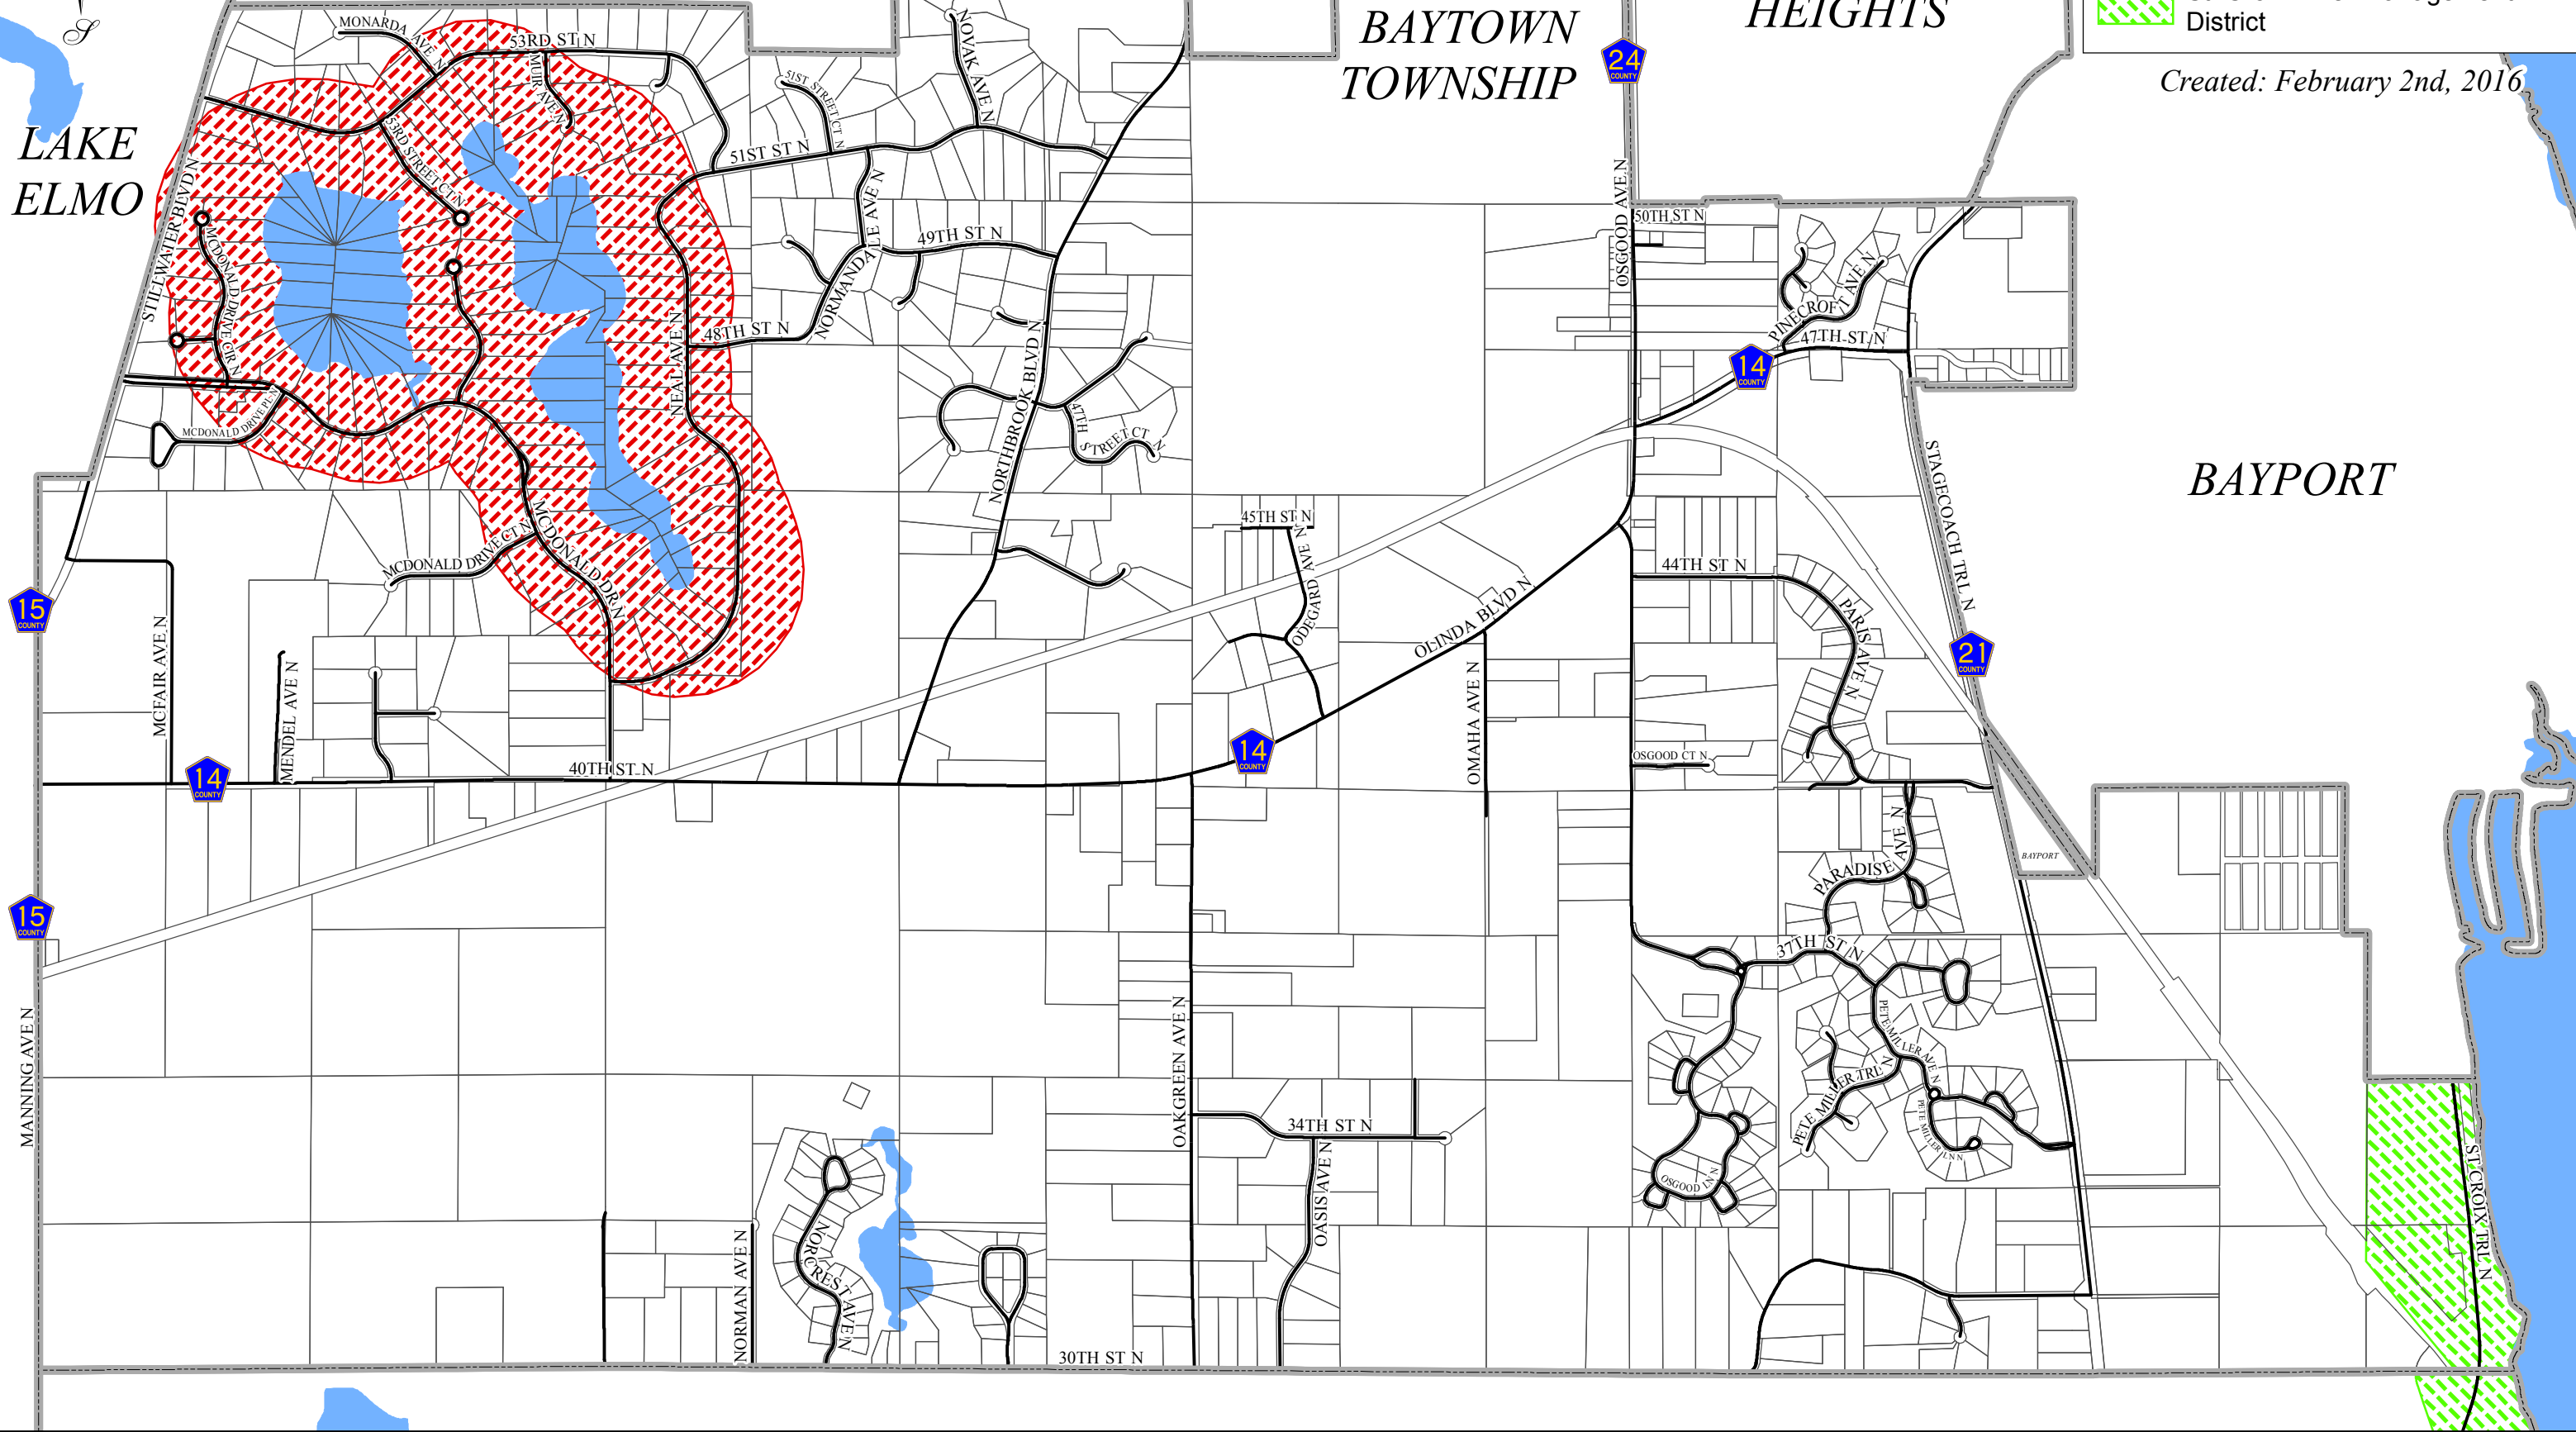 S
BAYTOWN
TOWNSHIP
HEIGHTS
District
Created: February 2nd, 2016
LAKE
ELMO
BAYPORT
BAYPORT
24
COUNTY
14
COUNTY
15
COUNTY
21
COUNTY
14
COUNTY
14
COUNTY
15
COUNTY
MONARDA AVE N
53RD ST N
MUIR AVE N
53RD STREET CT N
51ST STREET CT N
NOVAK AVE N
51ST ST N
STILLWATER BLVD N
MCDONALD DRIVE CIR N
MCDONALD DRIVE PL N
NORMANDALE AVE N
49TH ST N
48TH ST N
NEAL AVE N
NORTHBROOK BLVD N
47TH STREET CT N
MCDONALD DRIVE CT N
MCDONALD DR N
OSGOOD AVE N
50TH ST N
PINECROFT AVE N
47TH ST N
STAGECOACH TRL N
45TH ST N
ODEGARD AVE N
OLINDA BLVD N
44TH ST N
PARIS AVE N
MCFAIR AVE N
MENDEL AVE N
40TH ST N
OMAHA AVE N
OSGOOD CT N
PARADISE AVE N
37TH ST N
MANNING AVE N
OAKGREEN AVE N
PETE MILLER AVE N
PETE MILLER TRL N
PETE MILLER LN N
34TH ST N
OASIS AVE N
OSGOOD LN N
ST CROIX TRL N
NORMAN AVE N
NORCREST AVE N
30TH ST N